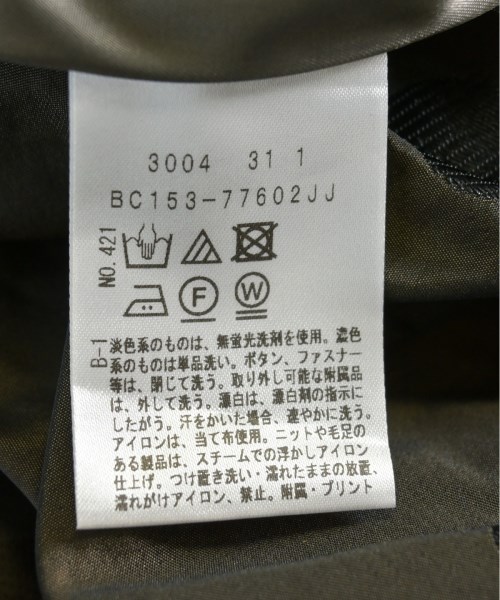 3004 31 1
BC153-77602JJ
NO.421
F W
B-1
淡色系のものは、無蛍光洗剤を使用。濃色
系のものは単品洗い。ボタン、ファスナー
等は、閉じて洗う。取り外し可能な附属品
は、外して洗う。漂白は、漂白剤の指示に
したがう。汗をかいた場合、速やかに洗う。
アイロンは、当て布使用。ニットや毛足の
ある製品は、スチームでの浮かしアイロン
仕上げ。つけ置き洗い・濡れたままの放置、
濡れがけアイロン、禁止。附属・プリント